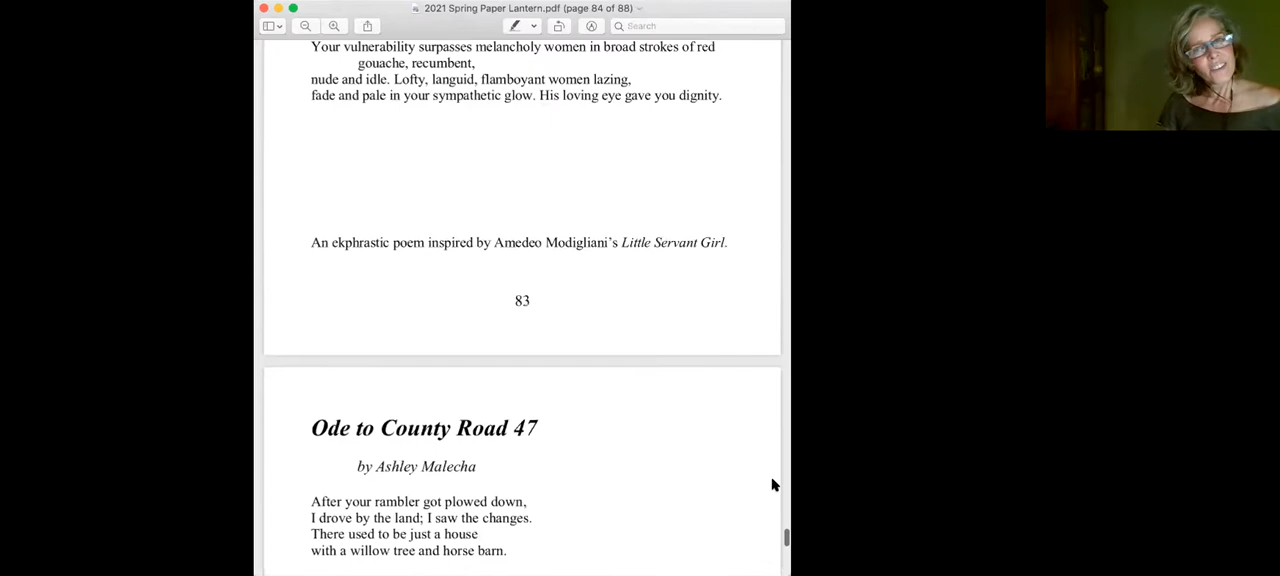 2021 Spring Paper Lantern.pdf (page 84 of 88)
Search
Your vulnerability surpasses melancholy women in broad strokes of red
gouache, recumbent,
nude and idle. Lofty, languid, flamboyant women lazing,
fade and pale in your sympathetic glow. His loving eye gave you dignity.
An ekphrastic poem inspired by Amedeo Modigliani’s Little Servant Girl.
83
Ode to County Road 47
by Ashley Malecha
After your rambler got plowed down,
I drove by the land; I saw the changes.
There used to be just a house
with a willow tree and horse barn.